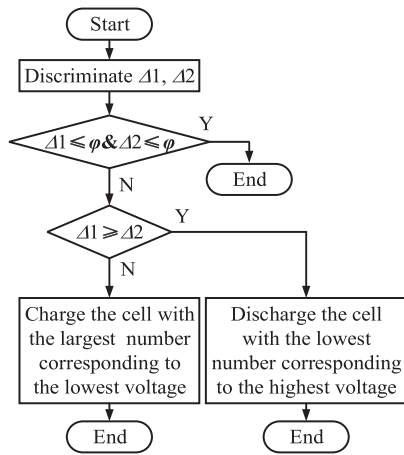 Start
Discriminate Δ1, Δ2
Δ1⩽φ&Δ2⩽φ
Y
End
N
Δ1⩾Δ2
Y
N
Charge the cell with
the largest number
corresponding to
the lowest voltage
Discharge the cell
with the lowest
number corresponding
to the highest voltage
End
End